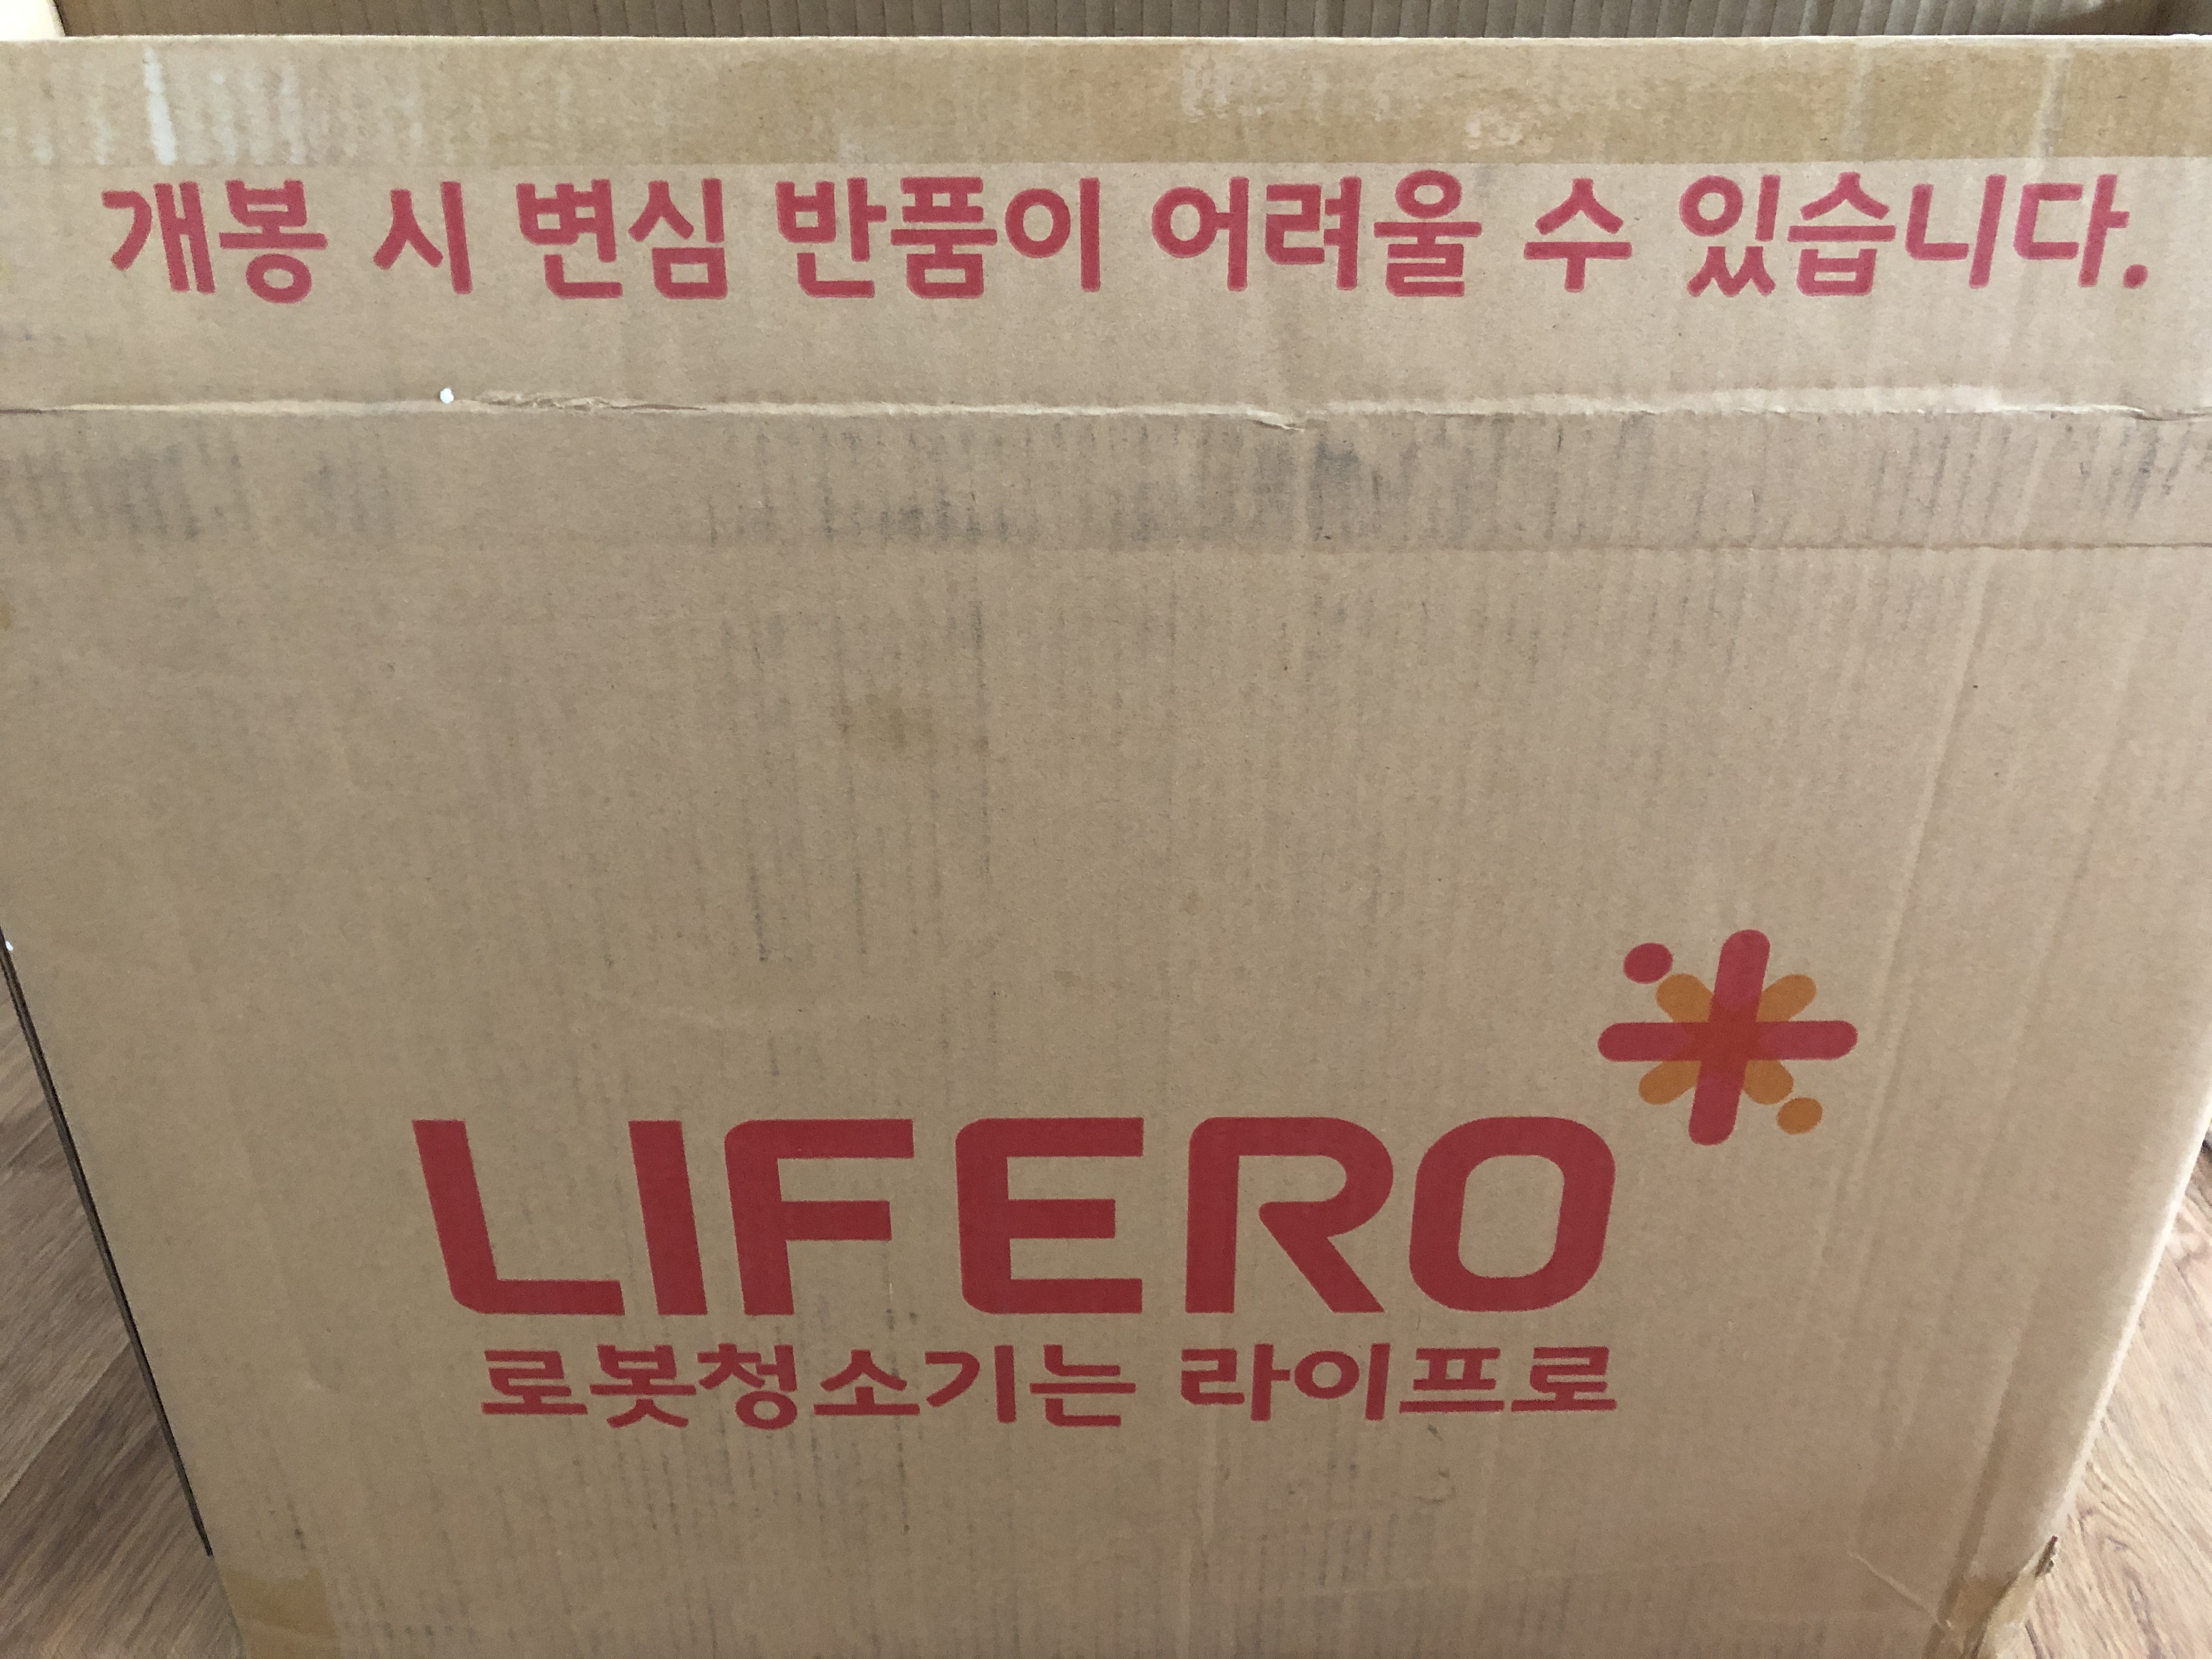 개봉 시 변심 반품이 어려울 수 있습니다.
LIFERO
로봇청소기는 라이프로